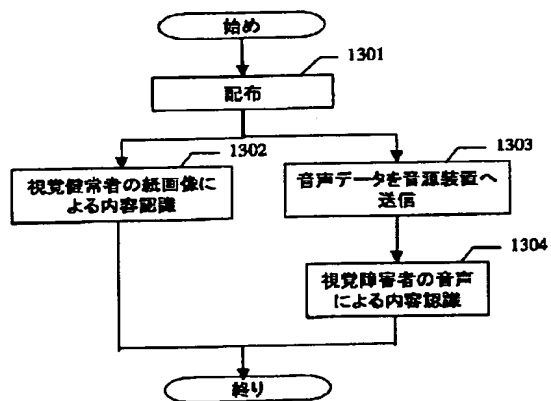 始め
1301
配布
1302
視覚健常者の紙画像に
よる内容認識
1303
音声データを音源装置へ
送信
1304
視覚障害者の音声
による内容認識
終り